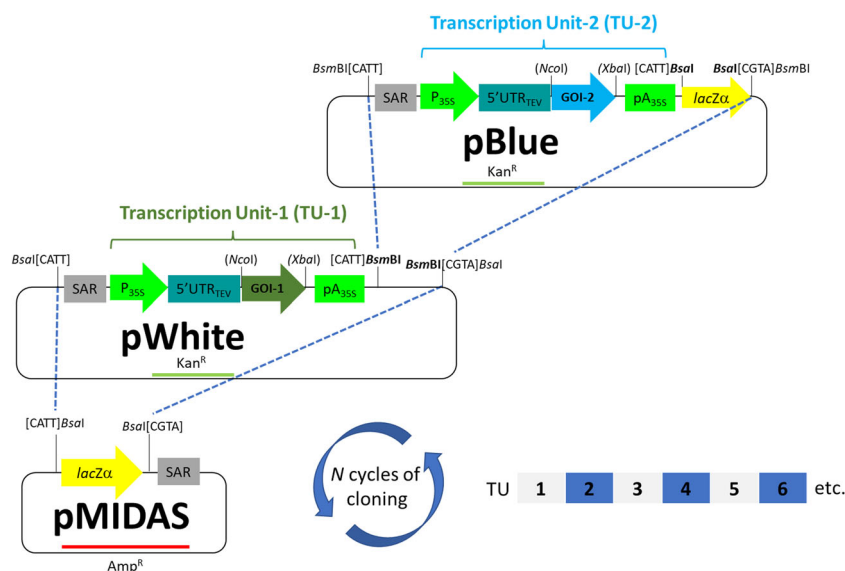 Transcription Unit-2 (TU-2)
BsmBI[CATT]
(NcoI)
(XbaI)
[CATT]BsaI
BsaI[CGTA]BsmBI
SAR
P35S
5'UTRTEV
GOI-2
pA35S
lacZα
pBlue
KanR
Transcription Unit-1 (TU-1)
BsaI[CATT]
(NcoI)
(XbaI)
[CATT]BsmBI
BsmBI[CGTA]BsaI
SAR
P35S
5'UTRTEV
GOI-1
pA35S
pWhite
KanR
[CATT]BsaI
BsaI[CGTA]
lacZα
SAR
pMIDAS
AmpR
N cycles of
cloning
TU 1 2 3 4 5 6 etc.